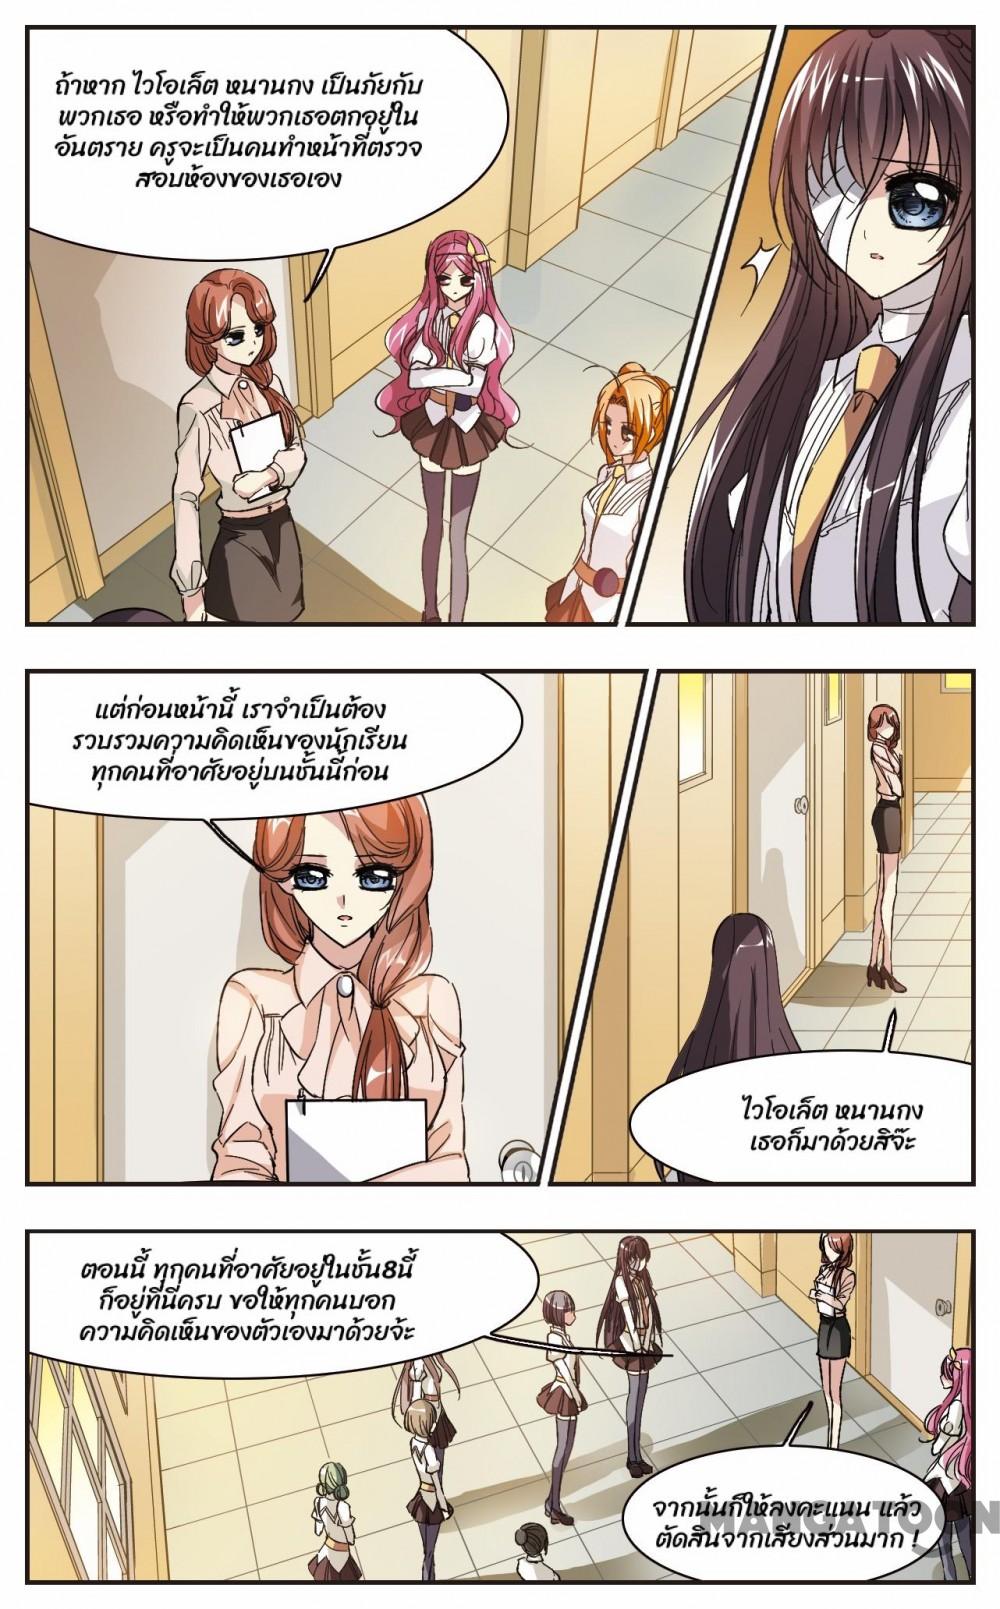 ถ้าหาก ไวโอเล็ต หนานกง เป็นภัยกับ
พวกเธอ หรือทำให้พวกเธอตกอยู่ใน
อันตราย ครูจะเป็นคนทำหน้าที่ตรวจ
สอบห้องของเธอเอง
แต่ก่อนหน้านี้ เราจำเป็นต้อง
รวบรวมความคิดเห็นของนักเรียน
ทุกคนที่อาศัยอยู่บนชั้นนี้ก่อน
ไวโอเล็ต หนานกง
เธอก็มาด้วยสิจ๊ะ
ตอนนี้ ทุกคนที่อาศัยอยู่ในชั้น8นี้
ก็อยู่ที่นี่ครบ ขอให้ทุกคนบอก
ความคิดเห็นของตัวเองมาด้วยจ้ะ
จากนั้นก็ให้ลงคะแนน แล้ว
ตัดสินจากเสียงส่วนมาก !
MANGATOON